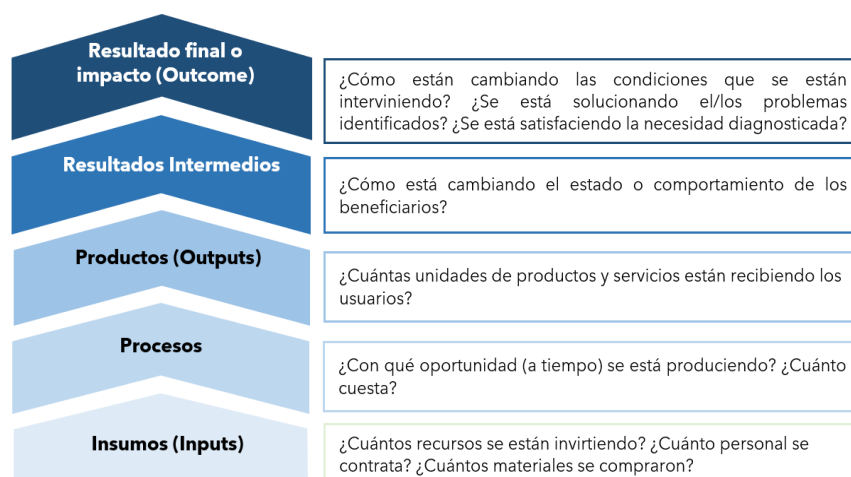 Resultado final o
impacto (Outcome)
¿Cómo están cambiando las condiciones que se están
interviniendo? ¿Se está solucionando el/los problemas
identificados? ¿Se está satisfaciendo la necesidad diagnosticada?
Resultados Intermedios
¿Cómo está cambiando el estado o comportamiento de los
beneficiarios?
Productos (Outputs)
¿Cuántas unidades de productos y servicios están recibiendo los
usuarios?
Procesos
¿Con qué oportunidad (a tiempo) se está produciendo? ¿Cuánto
cuesta?
Insumos (Inputs)
¿Cuántos recursos se están invirtiendo? ¿Cuánto personal se
contrata? ¿Cuántos materiales se compraron?